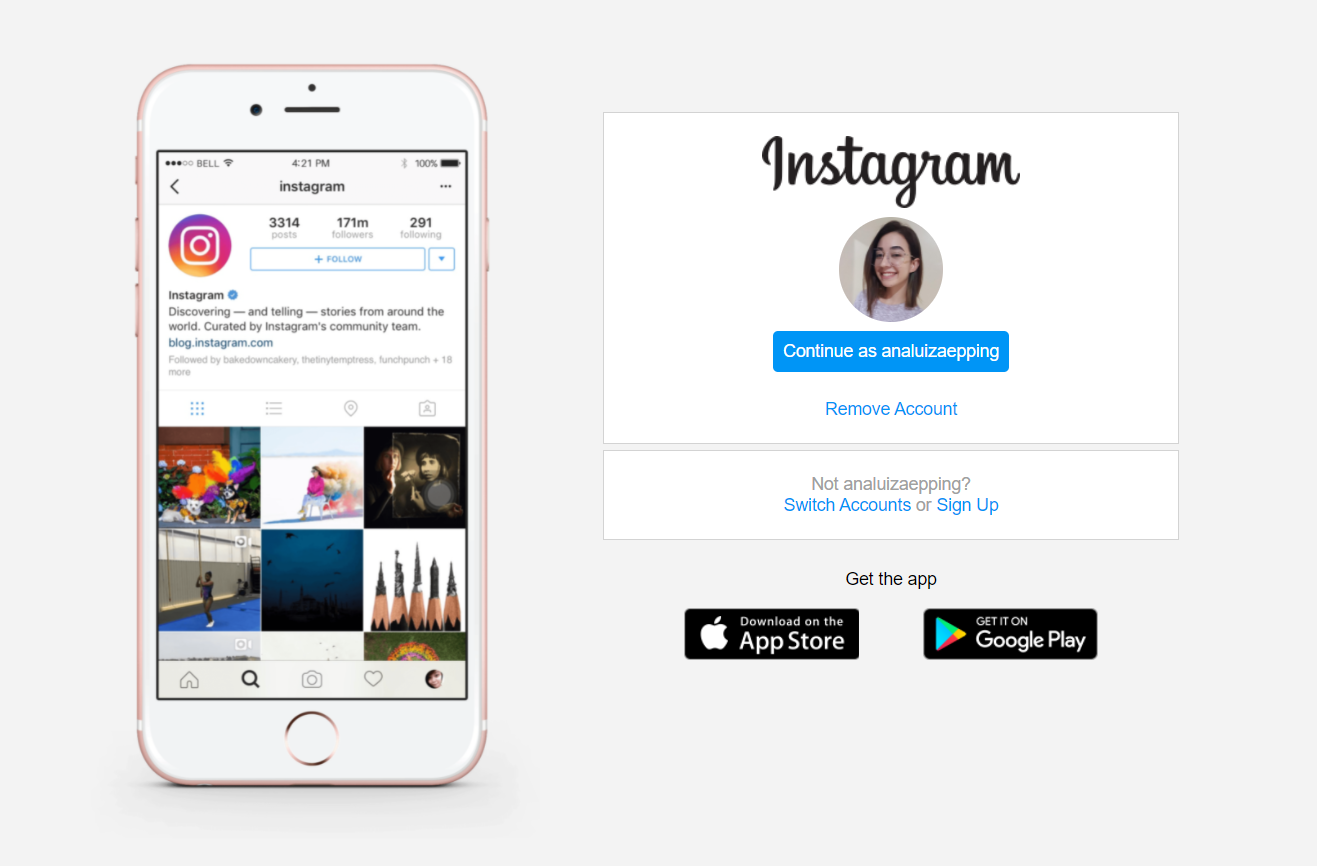 BELL
4:21 PM
100%
instagram
3314
posts
171m
followers
291
following
+ FOLLOW
Instagram
Discovering — and telling — stories from around the
world. Curated by Instagram's community team.
blog.instagram.com
Followed by bakedowncakery, thetinytemptress, funchpunch + 18
more
Instagram
Continue as analuizaepping
Remove Account
Not analuizaepping?
Switch Accounts or Sign Up
Get the app
Download on the
App Store
GET IT ON
Google Play